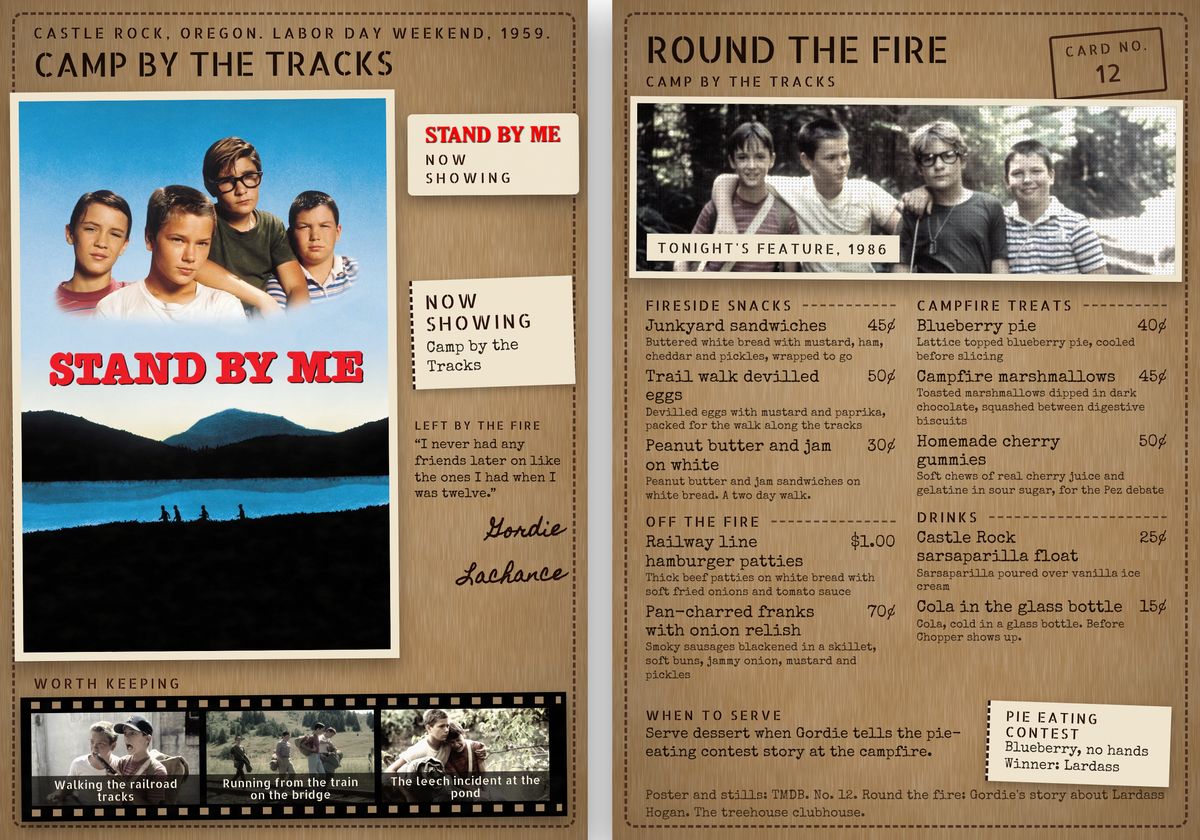 CASTLE ROCK, OREGON. LABOR DAY WEEKEND, 1959.
CAMP BY THE TRACKS
STAND BY ME
STAND BY ME
NOW
SHOWING
NOW
SHOWING
Camp by the
Tracks
LEFT BY THE FIRE
“I never had any
friends later on like
the ones I had when I
was twelve.”
Gordie
Lachance
WORTH KEEPING
Walking the railroad
tracks
Running from the train
on the bridge
The leech incident at the
pond
ROUND THE FIRE
CAMP BY THE TRACKS
CARD NO.
12
TONIGHT'S FEATURE, 1986
FIRESIDE SNACKS
Junkyard sandwiches 45¢
Buttered white bread with mustard, ham,
cheddar and pickles, wrapped to go
Trail walk devilled 50¢
eggs
Devilled eggs with mustard and paprika,
packed for the walk along the tracks
Peanut butter and jam 30¢
on white
Peanut butter and jam sandwiches on
white bread. A two day walk.
OFF THE FIRE
Railway line $1.00
hamburger patties
Thick beef patties on white bread with
soft fried onions and tomato sauce
Pan-charred franks 70¢
with onion relish
Smoky sausages blackened in a skillet,
soft buns, jammy onion, mustard and
pickles
CAMPFIRE TREATS
Blueberry pie 40¢
Lattice topped blueberry pie, cooled
before slicing
Campfire marshmallows 45¢
Toasted marshmallows dipped in dark
chocolate, squashed between digestive
biscuits
Homemade cherry 50¢
gummies
Soft chews of real cherry juice and
gelatine in sour sugar, for the Pez debate
DRINKS
Castle Rock 25¢
sarsaparilla float
Sarsaparilla poured over vanilla ice
cream
Cola in the glass bottle 15¢
Cola, cold in a glass bottle. Before
Chopper shows up.
WHEN TO SERVE
Serve dessert when Gordie tells the pie-
eating contest story at the campfire.
PIE EATING
CONTEST
Blueberry, no hands
Winner: Lardass
Poster and stills: TMDB. No. 12. Round the fire: Gordie's story about Lardass
Hogan. The treehouse clubhouse.